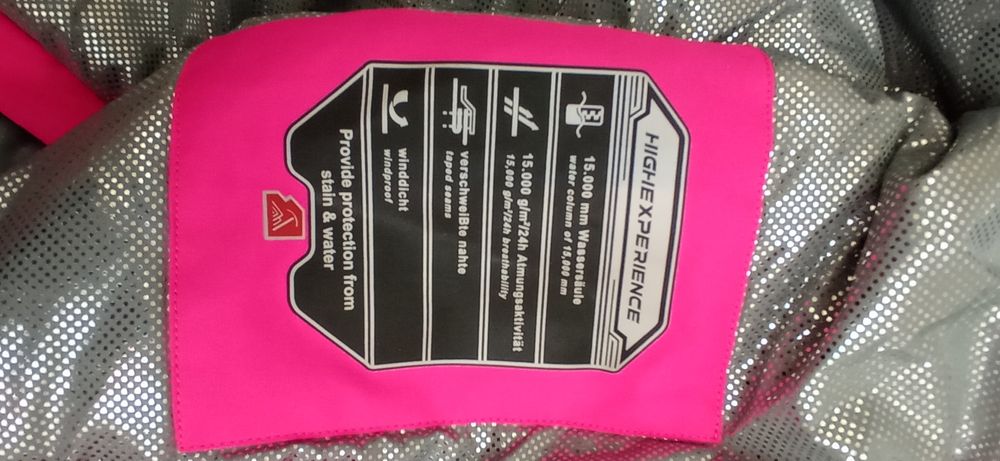 HIGHEXPERIENCE
15.000 mm Wassersäule
water column of 15,000 mm
15.000 g/m²/24h Atmungsaktivität
15,000 g/m²/24h breathability
verschweißte nahte
taped seams
winddicht
windproof
Provide protection from
stain & water